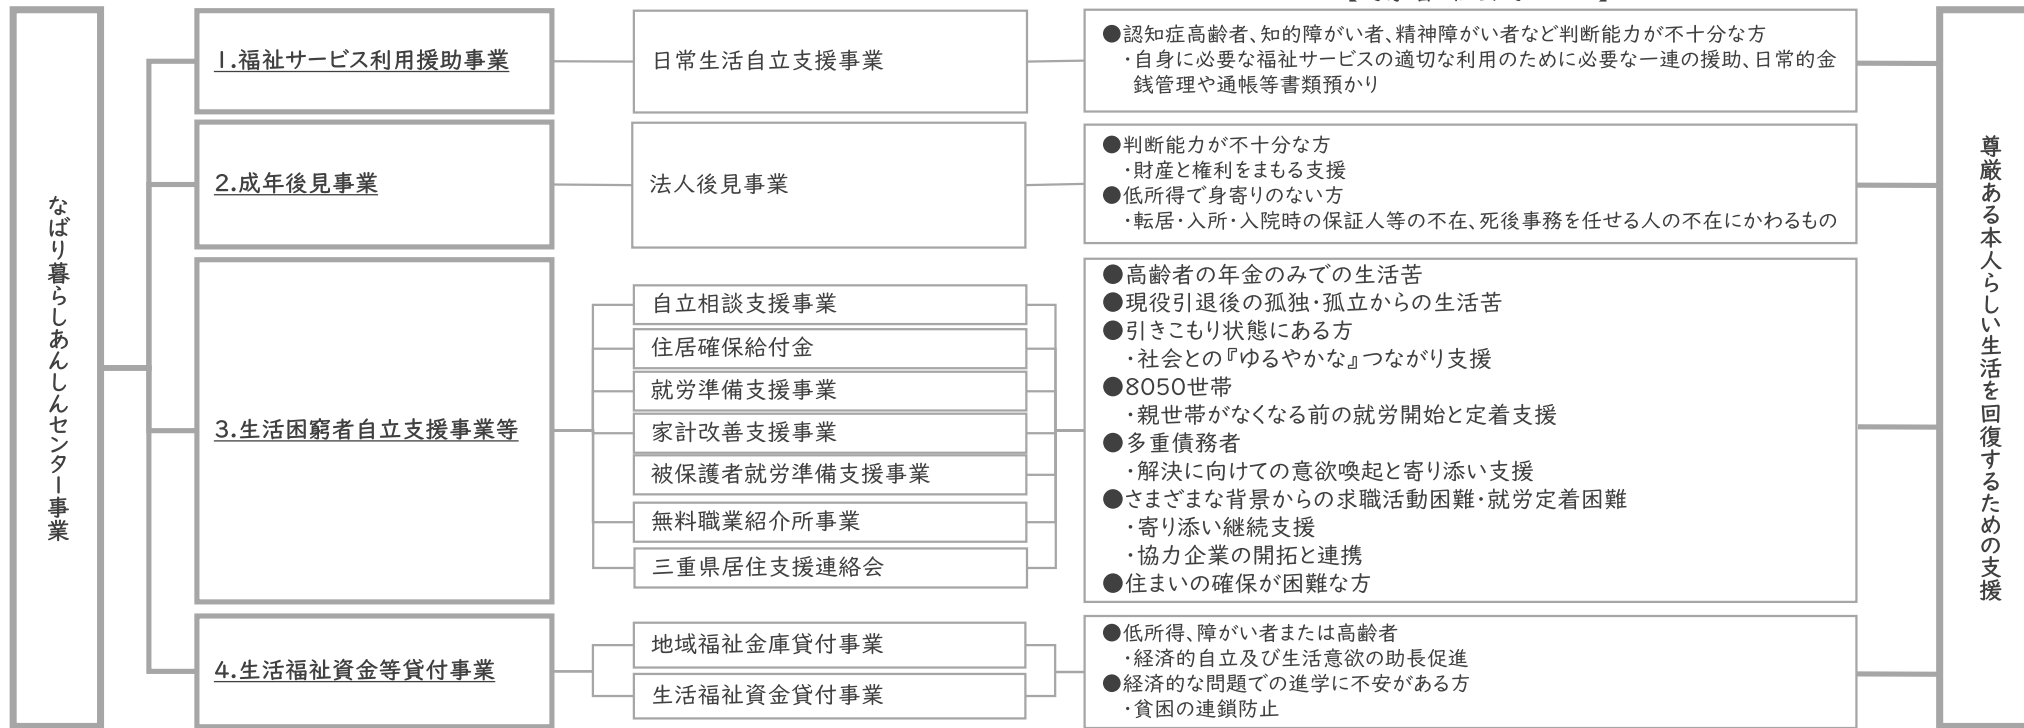 なばり暮らしあんしんセンター事業
1.福祉サービス利用援助事業
日常生活自立支援事業
●認知症高齢者、知的障がい者、精神障がい者など判断能力が不十分な方
・自身に必要な福祉サービスの適切な利用のために必要な一連の援助、日常的金
銭管理や通帳等書類預かり
2.成年後見事業
法人後見事業
●判断能力が不十分な方
・財産と権利をまもる支援
●低所得で身寄りのない方
・転居・入所・入院時の保証人等の不在、死後事務を任せる人の不在にかわるもの
3.生活困窮者自立支援事業等
自立相談支援事業
住居確保給付金
就労準備支援事業
家計改善支援事業
被保護者就労準備支援事業
無料職業紹介所事業
三重県居住支援連絡会
●高齢者の年金のみでの生活苦
●現役引退後の孤独・孤立からの生活苦
●引きこもり状態にある方
・社会との『ゆるやかな』つながり支援
●8050世帯
・親世帯がなくなる前の就労開始と定着支援
●多重債務者
・解決に向けての意欲喚起と寄り添い支援
●さまざまな背景からの求職活動困難・就労定着困難
・寄り添い継続支援
・協力企業の開拓と連携
●住まいの確保が困難な方
4.生活福祉資金等貸付事業
地域福祉金庫貸付事業
生活福祉資金貸付事業
●低所得、障がい者または高齢者
・経済的自立及び生活意欲の助長促進
●経済的な問題での進学に不安がある方
・貧困の連鎖防止
尊厳ある本人らしい生活を回復するための支援